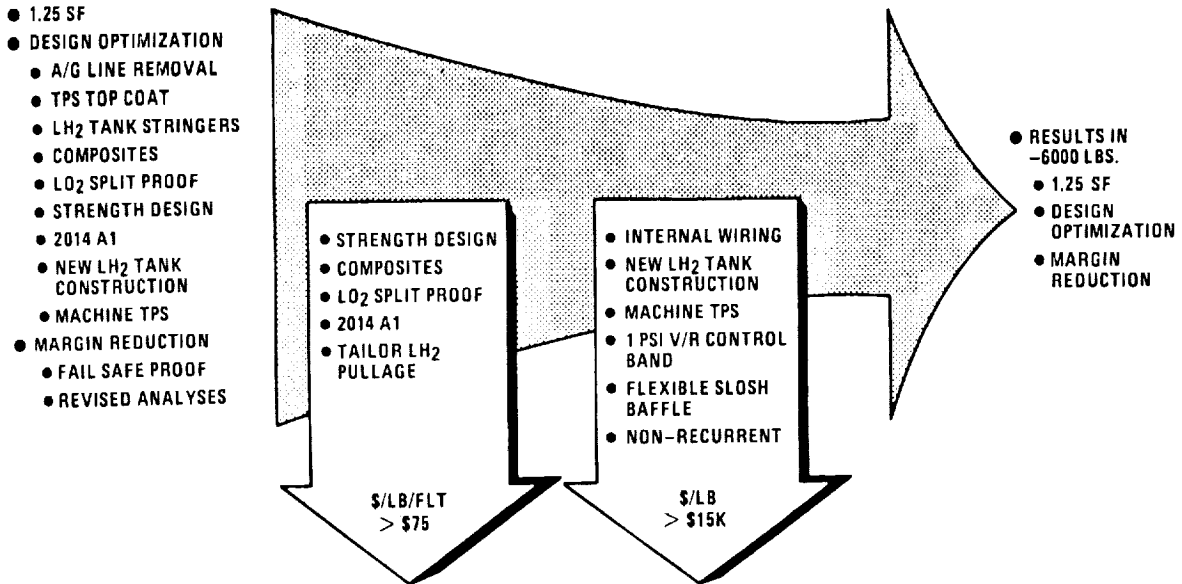 ● 1.25 SF
● DESIGN OPTIMIZATION
● A/G LINE REMOVAL
● TPS TOP COAT
● LH2 TANK STRINGERS
● COMPOSITES
● LO2 SPLIT PROOF
● STRENGTH DESIGN
● 2014 A1
● NEW LH2 TANK
CONSTRUCTION
● MACHINE TPS
● MARGIN REDUCTION
● FAIL SAFE PROOF
● REVISED ANALYSES
● STRENGTH DESIGN
● COMPOSITES
● LO2 SPLIT PROOF
● 2014 A1
● TAILOR LH2
PULLAGE
$/LB/FLT
> $75
● INTERNAL WIRING
● NEW LH2 TANK
CONSTRUCTION
● MACHINE TPS
● 1 PSI V/R CONTROL
BAND
● FLEXIBLE SLOSH
BAFFLE
● NON-RECURRENT
$/LB
> $15K
● RESULTS IN
-6000 LBS.
● 1.25 SF
● DESIGN
OPTIMIZATION
● MARGIN
REDUCTION